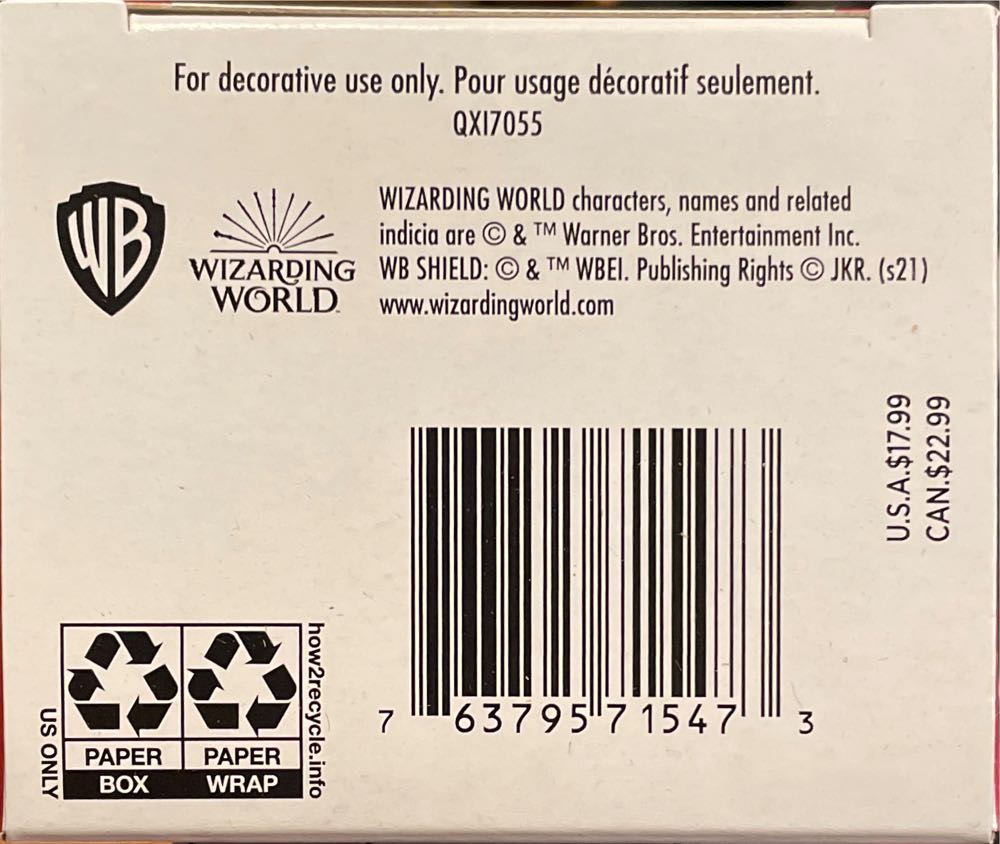 For decorative use only. Pour usage décoratif seulement.
QXI7055
WB
WIZARDING
WORLD
WIZARDING WORLD characters, names and related
indicia are © & ™ Warner Bros. Entertainment Inc.
WB SHIELD: © & ™ WBEI. Publishing Rights © JKR. (s21)
www.wizardingworld.com
U.S.A.$17.99
CAN.$22.99
7 63795 71547 3
US ONLY
PAPER
BOX
PAPER
WRAP
how2recycle.info